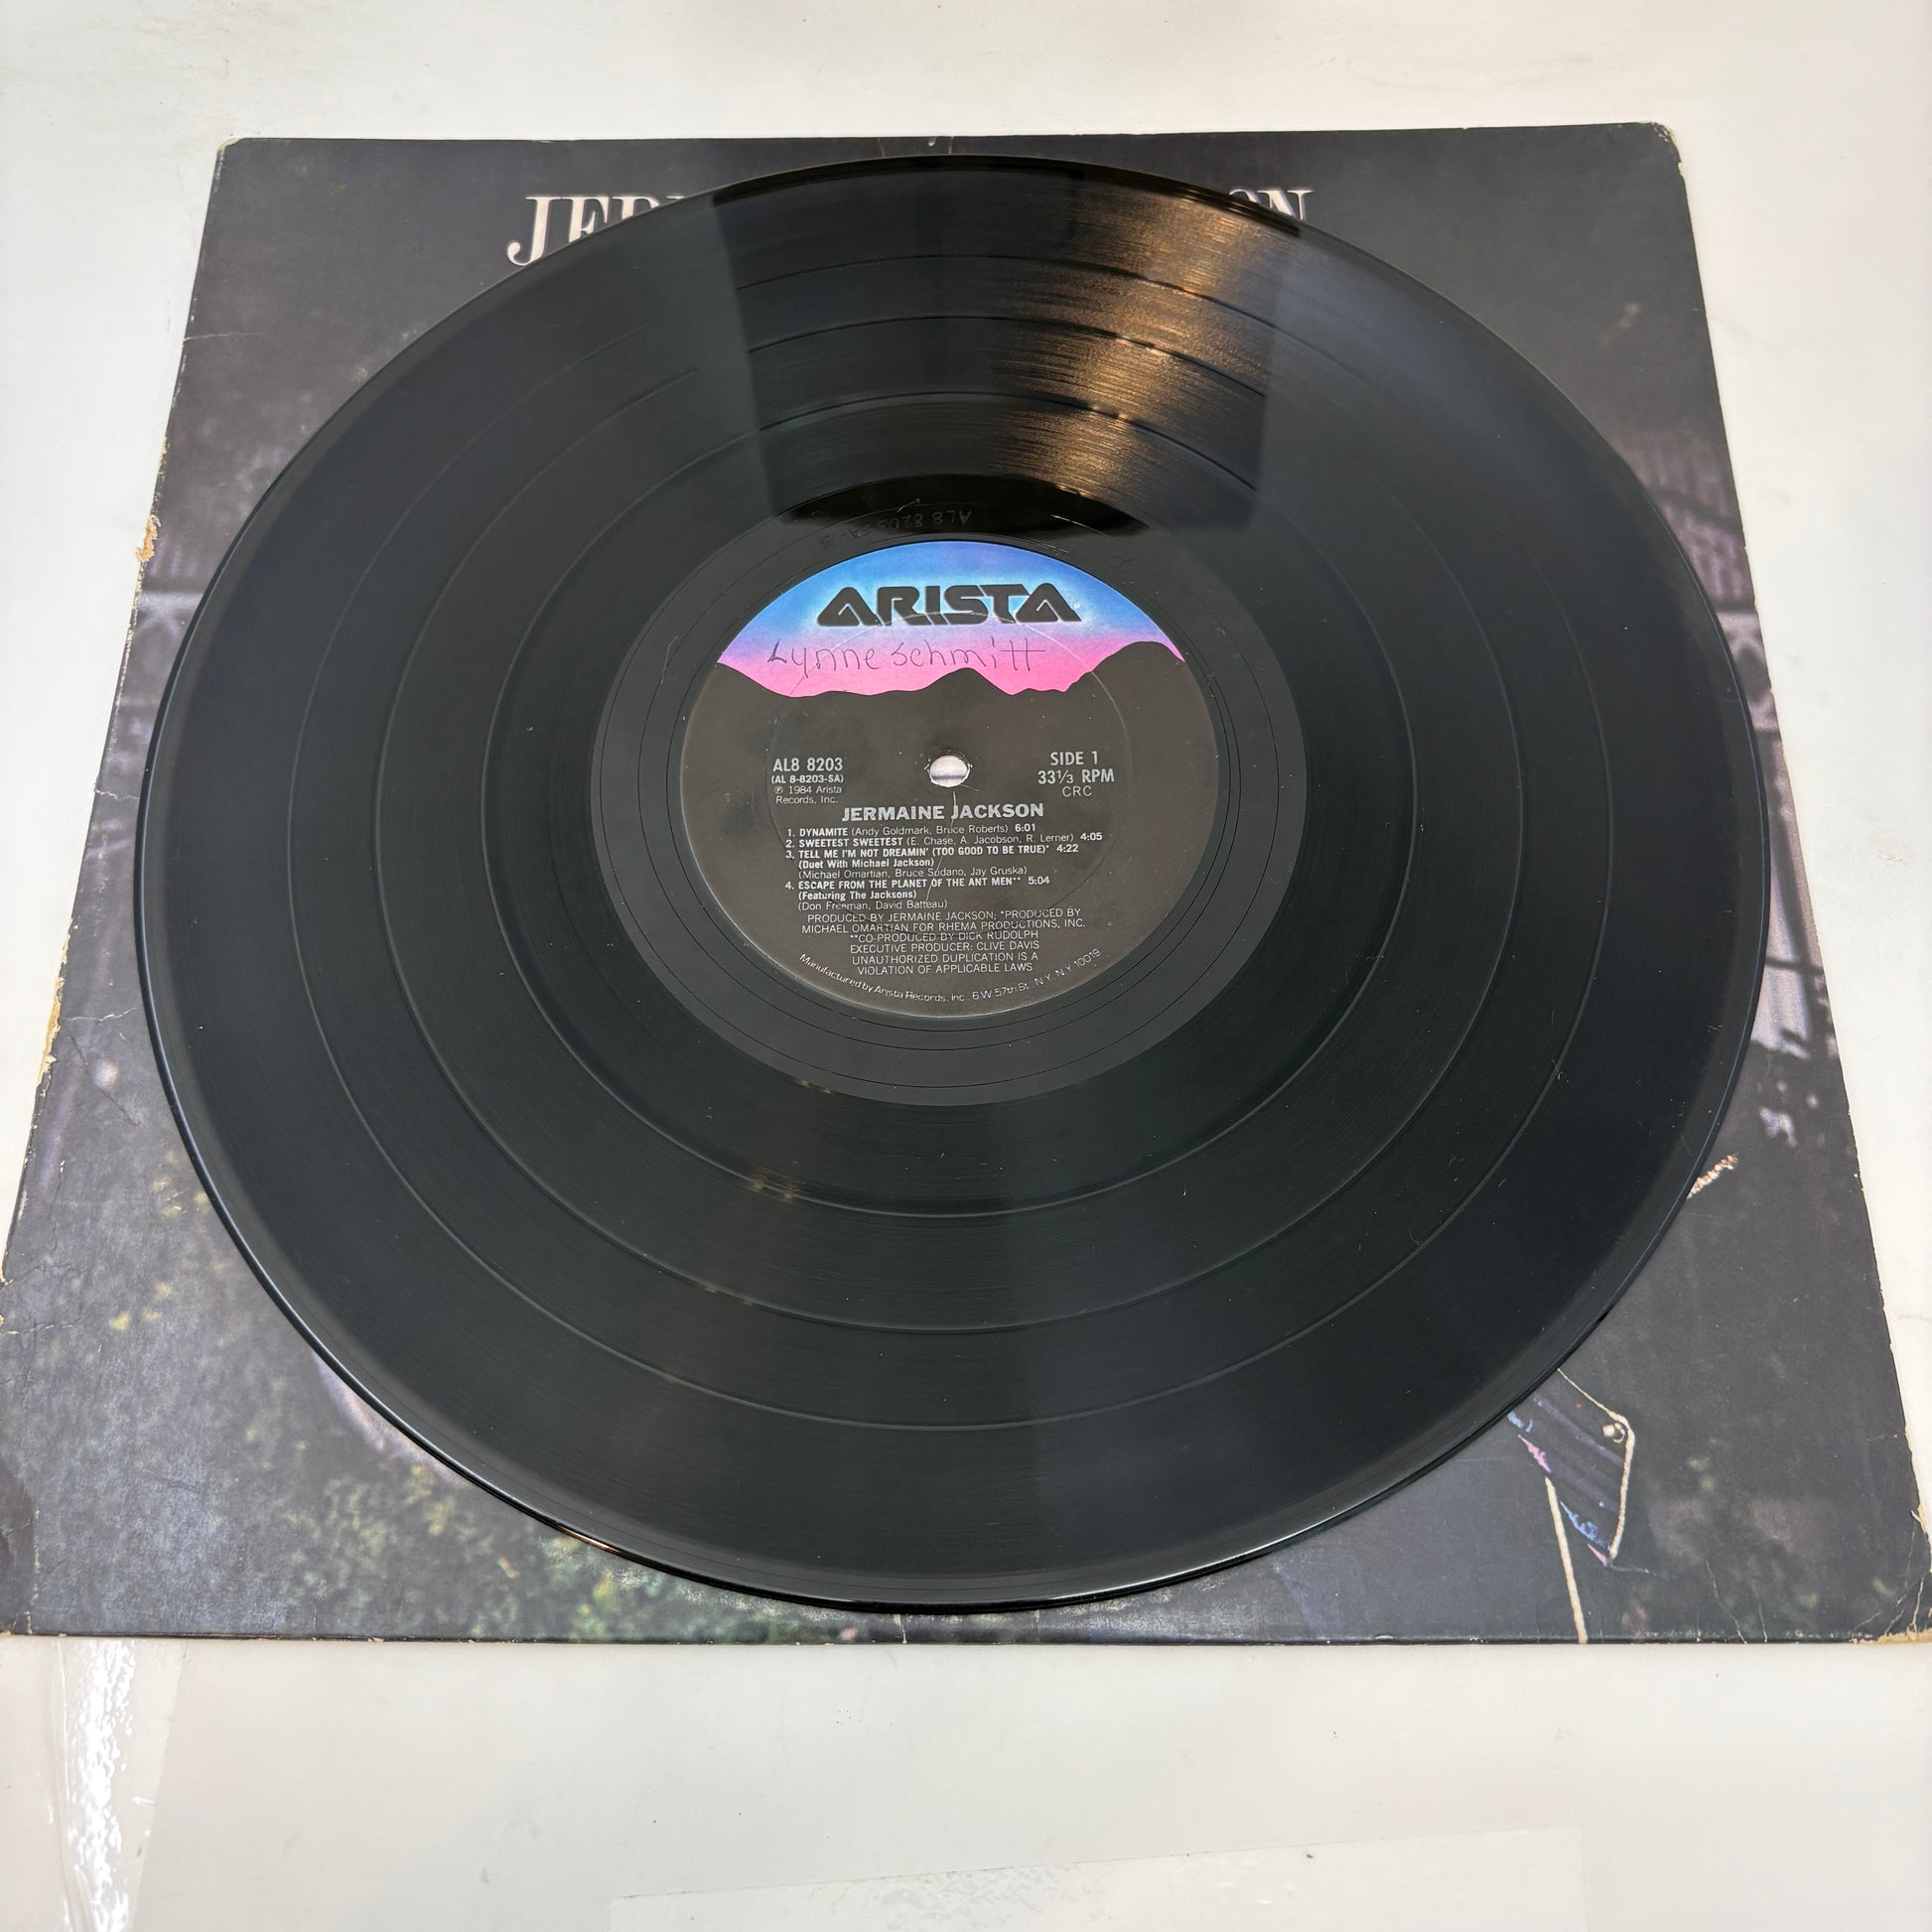 ARISTA
Lynne Schmitt
AL8 8203
(AL 8-8203-SA)
℗ 1984 Arista
Records, Inc.
SIDE 1
33⅓ RPM
CRC
JERMAINE JACKSON
1. DYNAMITE (Andy Goldmark, Bruce Roberts) 6:01
2. SWEETEST SWEETEST (E. Chase, A. Jacobson, R. Lerner) 4:05
3. TELL ME I'M NOT DREAMIN' (TOO GOOD TO BE TRUE)* 4:22
(Duet With Michael Jackson)
(Michael Omartian, Bruce Sudano, Jay Gruska)
4. ESCAPE FROM THE PLANET OF THE ANT MEN** 5:04
(Featuring The Jacksons)
(Don Freeman, David Batteau)
PRODUCED BY JERMAINE JACKSON; *PRODUCED BY
MICHAEL OMARTIAN FOR RHEMA PRODUCTIONS, INC.
**CO-PRODUCED BY DICK RUDOLPH
EXECUTIVE PRODUCER: CLIVE DAVIS
UNAUTHORIZED DUPLICATION IS A
VIOLATION OF APPLICABLE LAWS
Manufactured by Arista Records, Inc., 6 W. 57th St., N.Y., N.Y. 10019